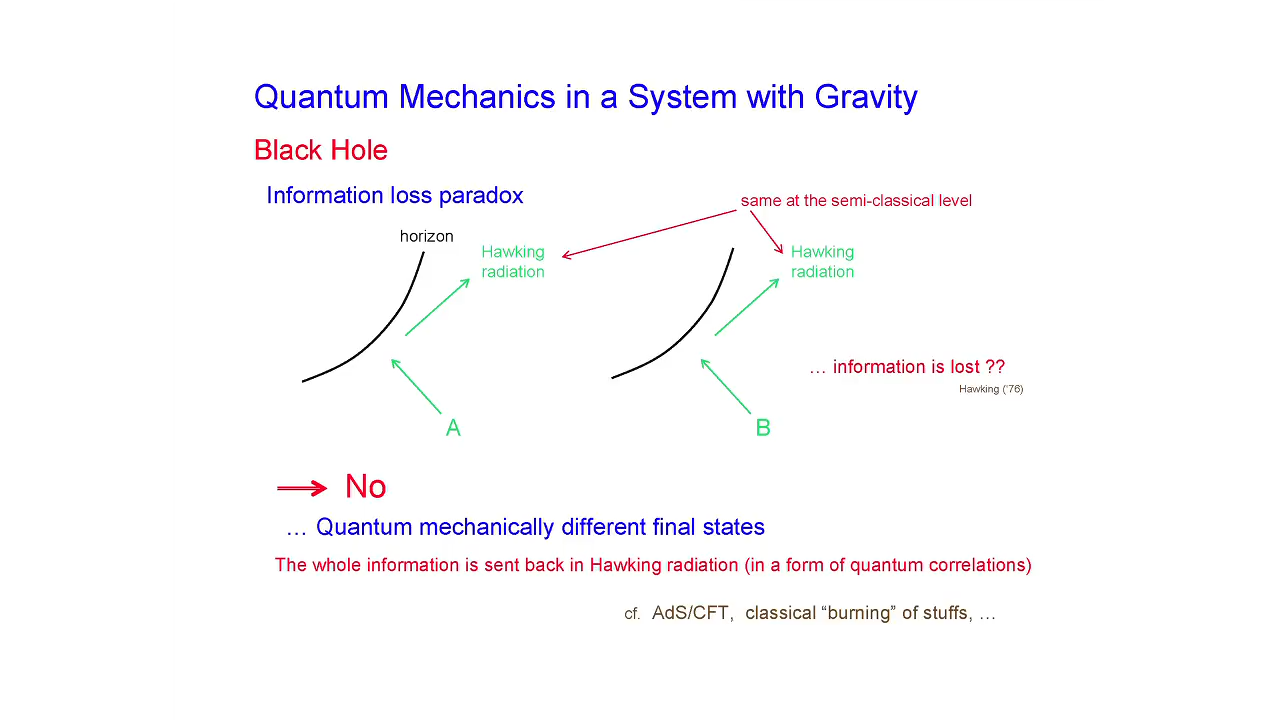 Quantum Mechanics in a System with Gravity
Black Hole
Information loss paradox
same at the semi-classical level
horizon
Hawking
radiation
Hawking
radiation
… information is lost ??
Hawking ('76)
A
B
No
… Quantum mechanically different final states
The whole information is sent back in Hawking radiation (in a form of quantum correlations)
cf. AdS/CFT, classical “burning” of stuffs, …